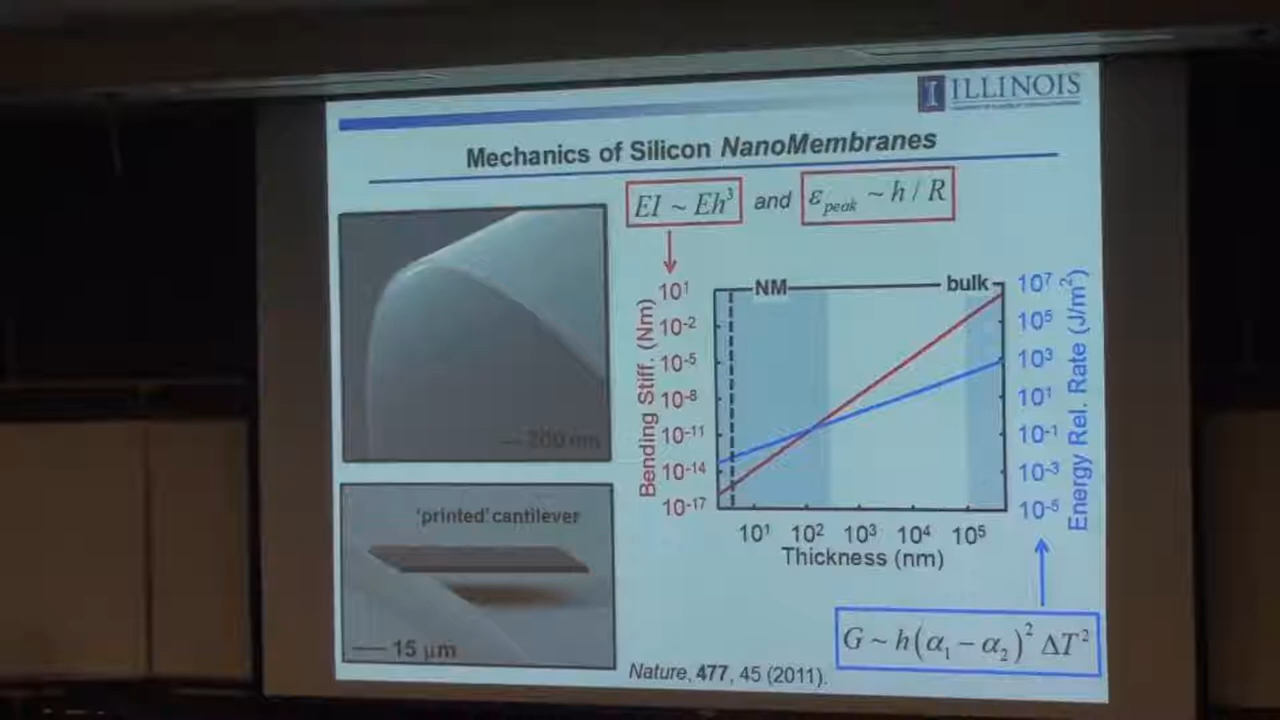 I ILLINOIS
Mechanics of Silicon NanoMembranes
EI ~ Eh³ and ε_peak ~ h / R
200 nm
'printed' cantilever
15 µm
NM
bulk
Bending Stiff. (Nm)
10¹
10⁻²
10⁻⁵
10⁻⁸
10⁻¹¹
10⁻¹⁴
10⁻¹⁷
10⁷
10⁵
10³
10¹
10⁻¹
10⁻³
10⁻⁵
Energy Rel. Rate (J/m²)
10¹ 10² 10³ 10⁴ 10⁵
Thickness (nm)
G ~ h(α₁ − α₂)² ΔT²
Nature, 477, 45 (2011).